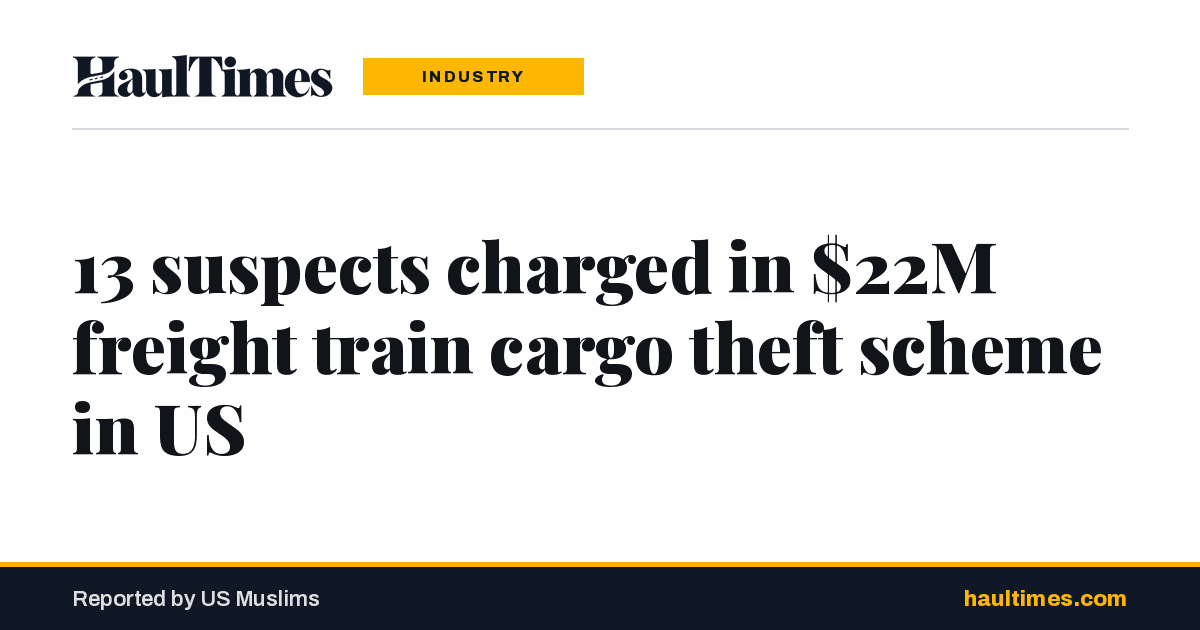 HaulTimes
INDUSTRY
13 suspects charged in $22M
freight train cargo theft scheme
in US
Reported by US Muslims
haultimes.com